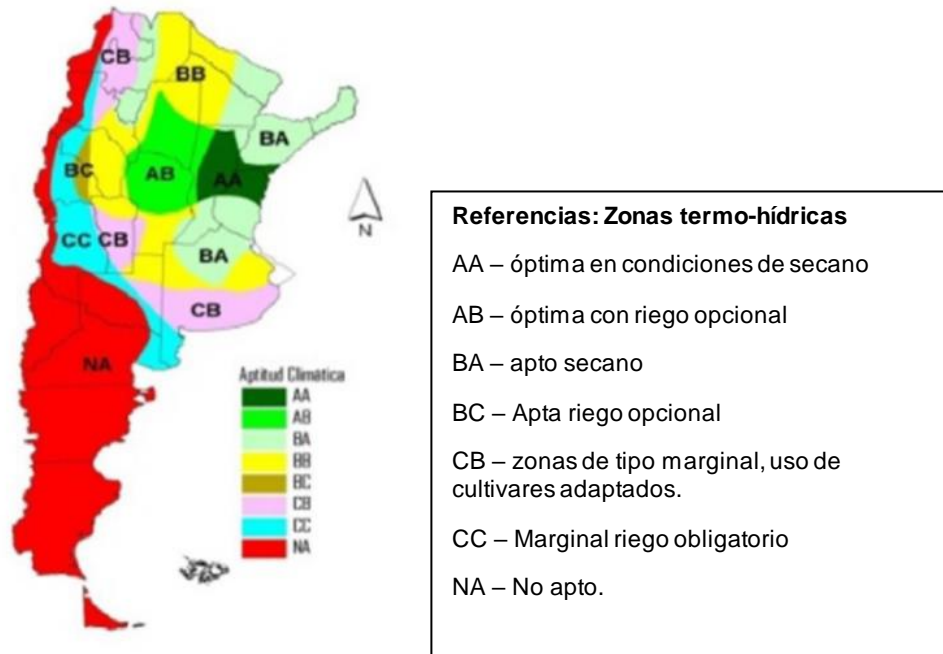 CB
BB
BA
BC
AB
AA
CC
CB
BA
CB
NA
N
Aptitud Climática
AA
AB
BA
BB
BC
CB
CC
NA
Referencias: Zonas termo-hídricas
AA – óptima en condiciones de secano
AB – óptima con riego opcional
BA – apto secano
BC – Apta riego opcional
CB – zonas de tipo marginal, uso de
cultivares adaptados.
CC – Marginal riego obligatorio
NA – No apto.